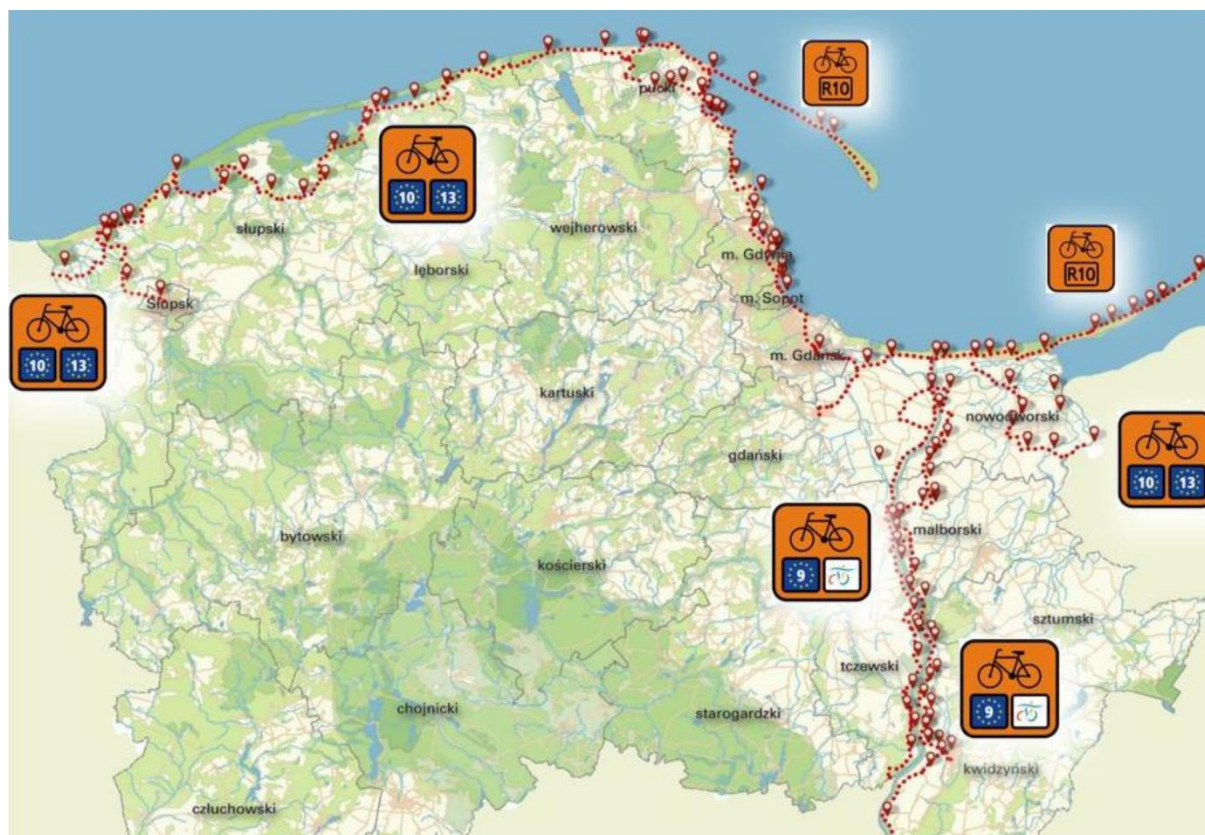 R10
pucki
10 13
słupski
wejherowski
m. Gdynia
lęborski
R10
m. Sopot
Słupsk
10 13
m. Gdańsk
kartuski
nowodworski
gdański
10 13
malborski
bytowski
kościerski
9
sztumski
tczewski
9
chojnicki
starogardzki
kwidzyński
człuchowski